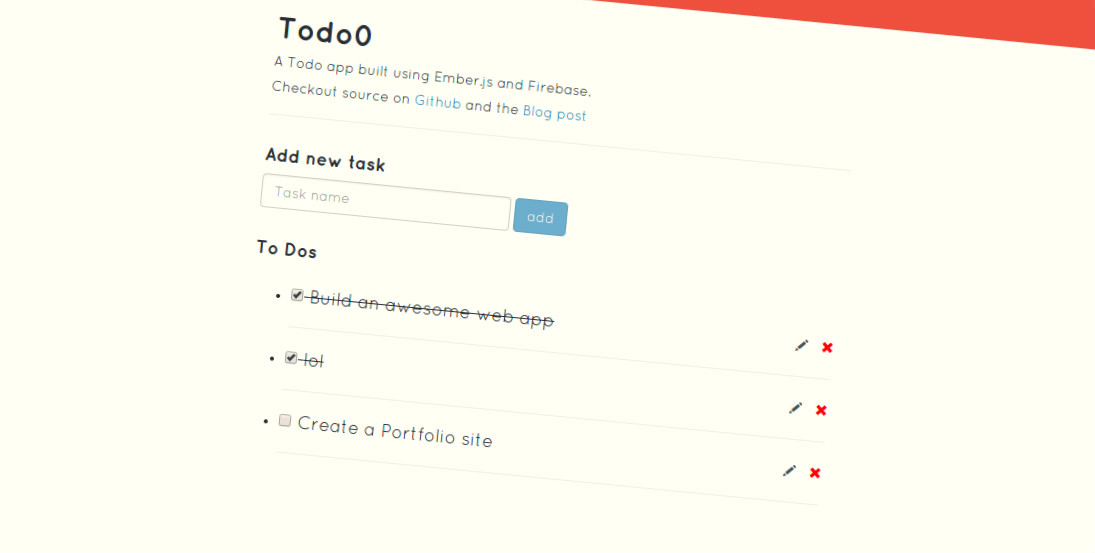 Todo0
A Todo app built using Ember.js and Firebase.
Checkout source on Github and the Blog post
Add new task
Task name
add
To Dos
Build an awesome web app
lol
Create a Portfolio site